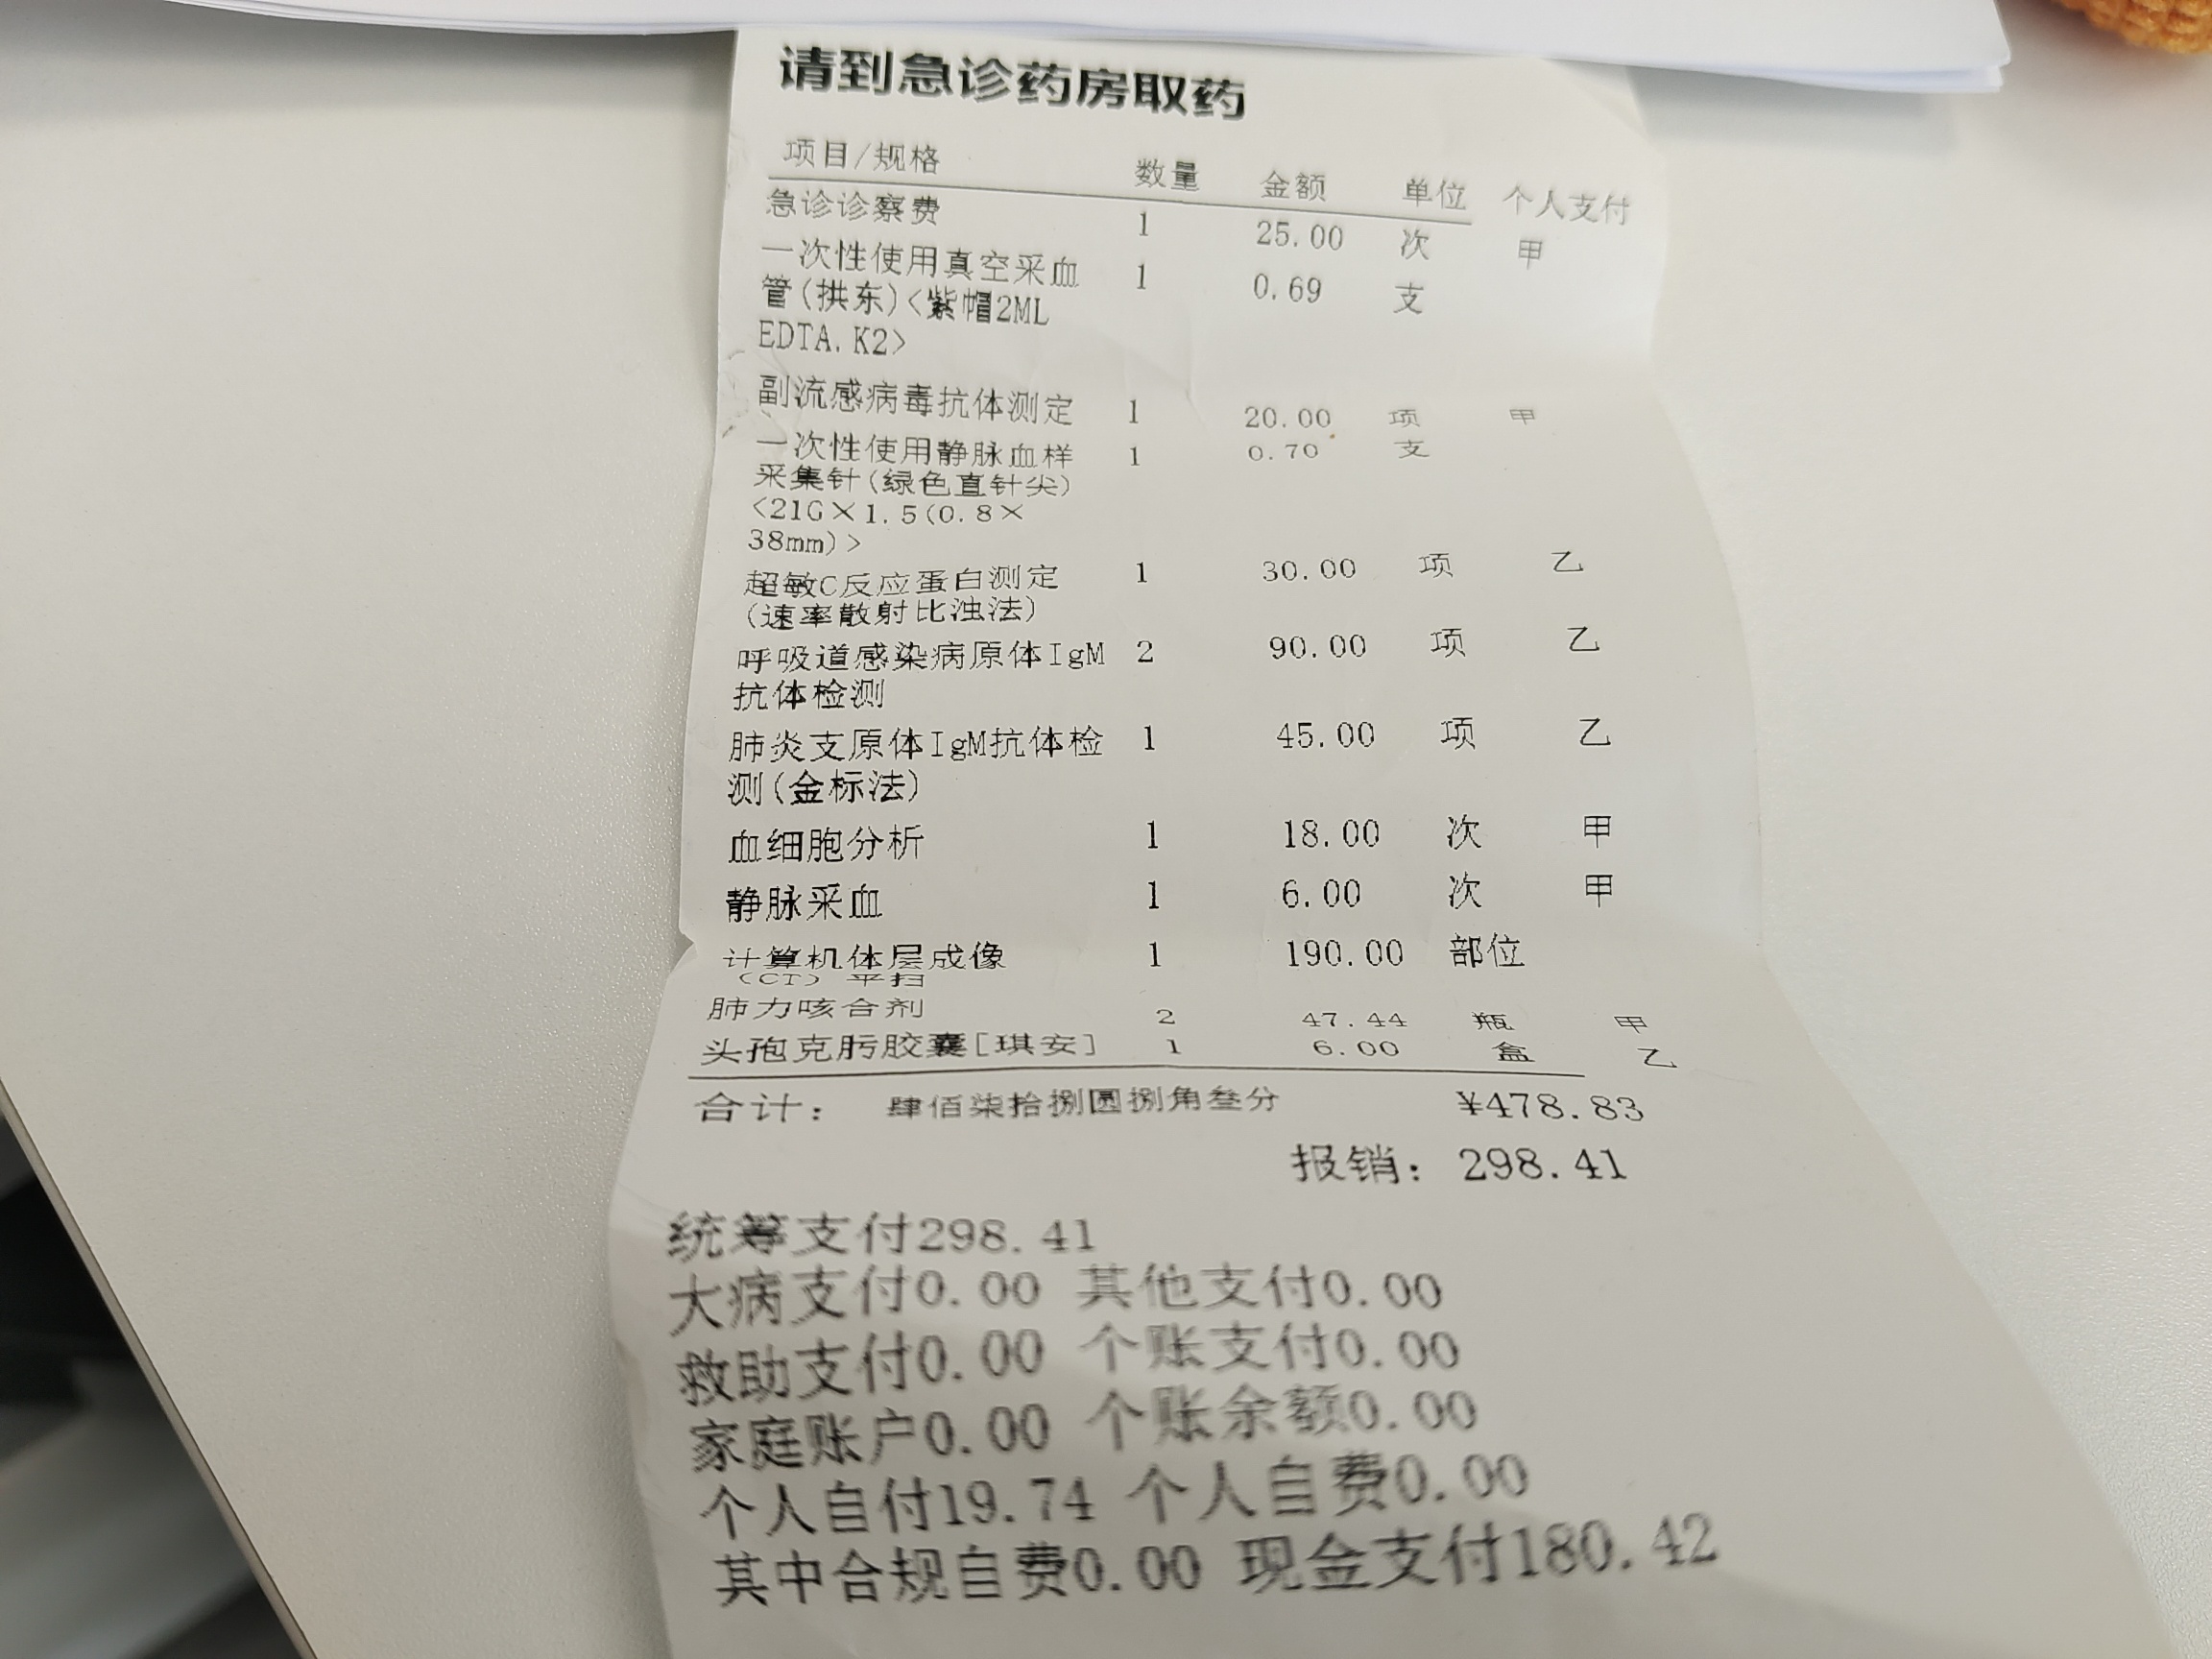 请到急诊药房取药
项目/规格 数量 金额 单位 个人支付
急诊诊察费 1 25.00 次 甲
一次性使用真空采血 1 0.69 支
管(拱东)<紫帽2ML
EDTA.K2>
副流感病毒抗体测定 1 20.00 项 甲
一次性使用静脉血样 1 0.70 支
采集针(绿色直针尖)
<21G×1.5(0.8×
38mm)>
超敏C反应蛋白测定 1 30.00 项 乙
(速率散射比浊法)
呼吸道感染病原体IgM 2 90.00 项 乙
抗体检测
肺炎支原体IgM抗体检 1 45.00 项 乙
测(金标法)
血细胞分析 1 18.00 次 甲
静脉采血 1 6.00 次 甲
计算机体层成像 1 190.00 部位
(CT)平扫
肺力咳合剂 2 47.44 瓶 甲
头孢克肟胶囊[琪安] 1 6.00 盒 乙
合计: 肆佰柒拾捌圆捌角叁分 ¥478.83
报销: 298.41
统筹支付298.41
大病支付0.00 其他支付0.00
救助支付0.00 个账支付0.00
家庭账户0.00 个账余额0.00
个人自付19.74 个人自费0.00
其中合规自费0.00 现金支付180.42